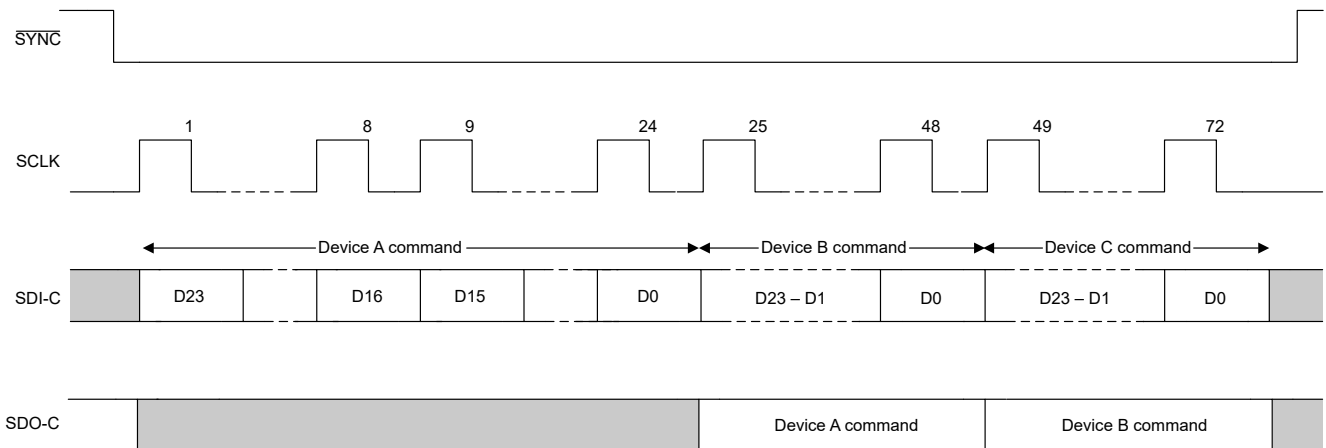 SYNC
1 8 9 24 25 48 49 72
SCLK
Device A command Device B command Device C command
SDI-C D23 D16 D15 D0 D23 – D1 D0 D23 – D1 D0
SDO-C Device A command Device B command